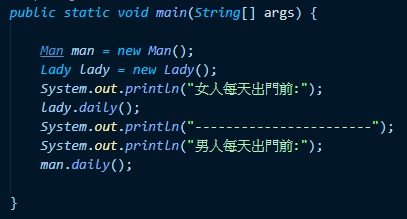 public static void main(String[] args) {
Man man = new Man();
Lady lady = new Lady();
System.out.println("女人每天出門前:");
lady.daily();
System.out.println("-----------------------");
System.out.println("男人每天出門前:");
man.daily();
}